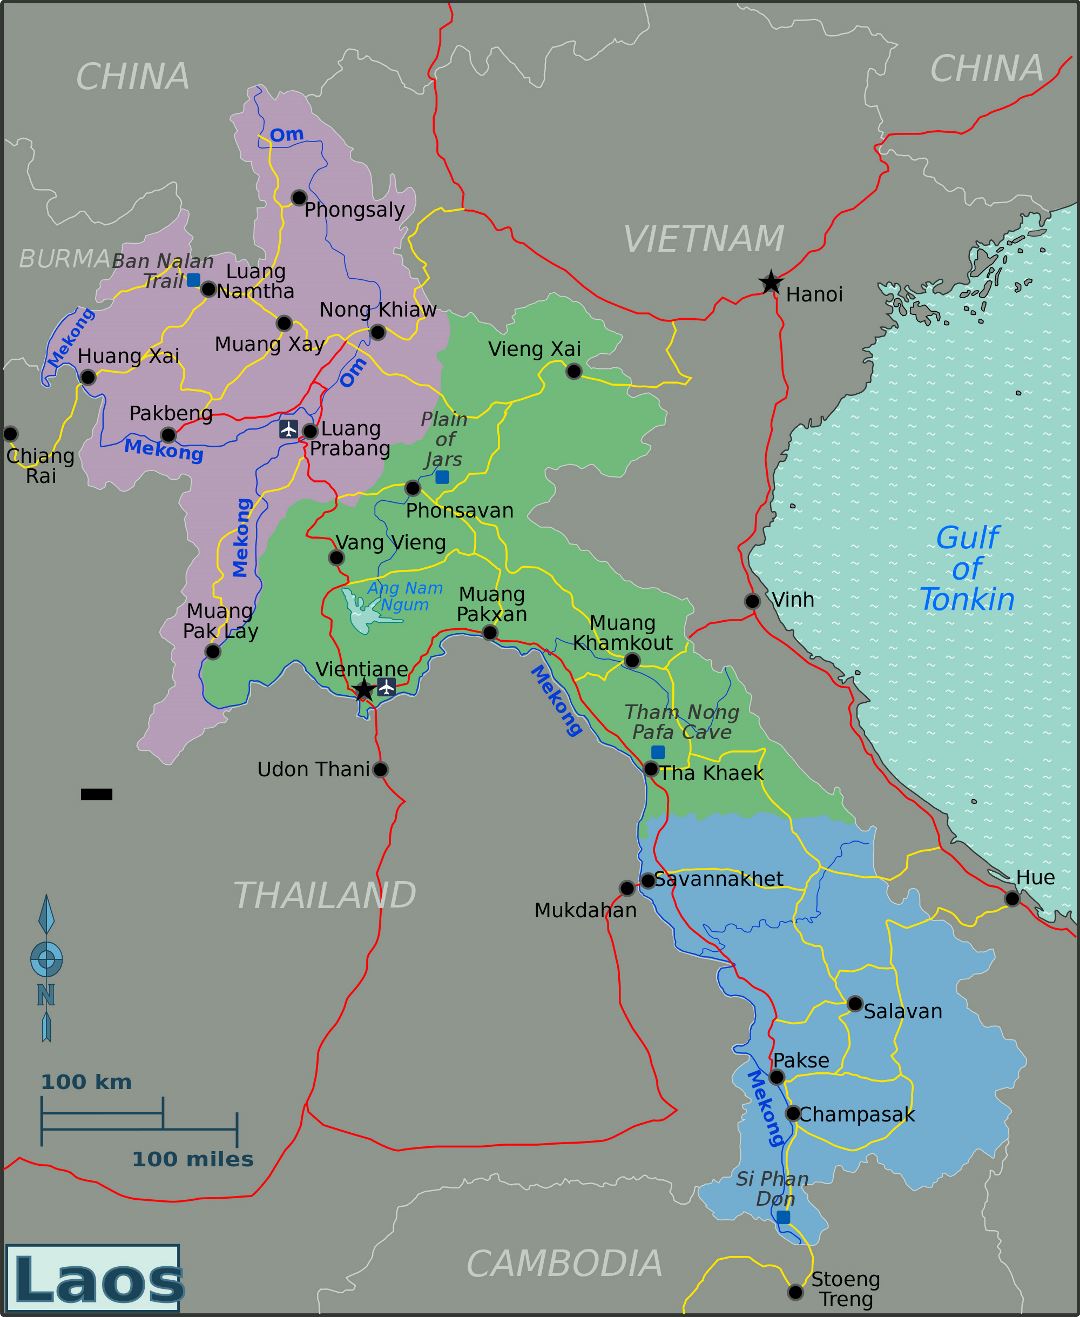 CHINA
CHINA
Om
Phongsaly
VIETNAM
BURMA
Ban Nalan
Trail
Luang
Namtha
Hanoi
Nong Khiaw
Mekong
Muang Xay
Huang Xai
Vieng Xai
Om
Pakbeng
Plain
of
Jars
Luang
Prabang
Mekong
Chiang
Rai
Phonsavan
Mekong
Vang Vieng
Gulf
of
Tonkin
Ang Nam
Ngum
Muang
Pakxan
Muang
Pak Lay
Vinh
Muang
Khamkout
Vientiane
Mekong
Tham Nong
Pafa Cave
Udon Thani
Tha Khaek
THAILAND
Savannakhet
Mukdahan
Hue
N
Salavan
Pakse
100 km
Mekong
Champasak
100 miles
Si Phan
Don
CAMBODIA
Stoeng
Treng
Laos